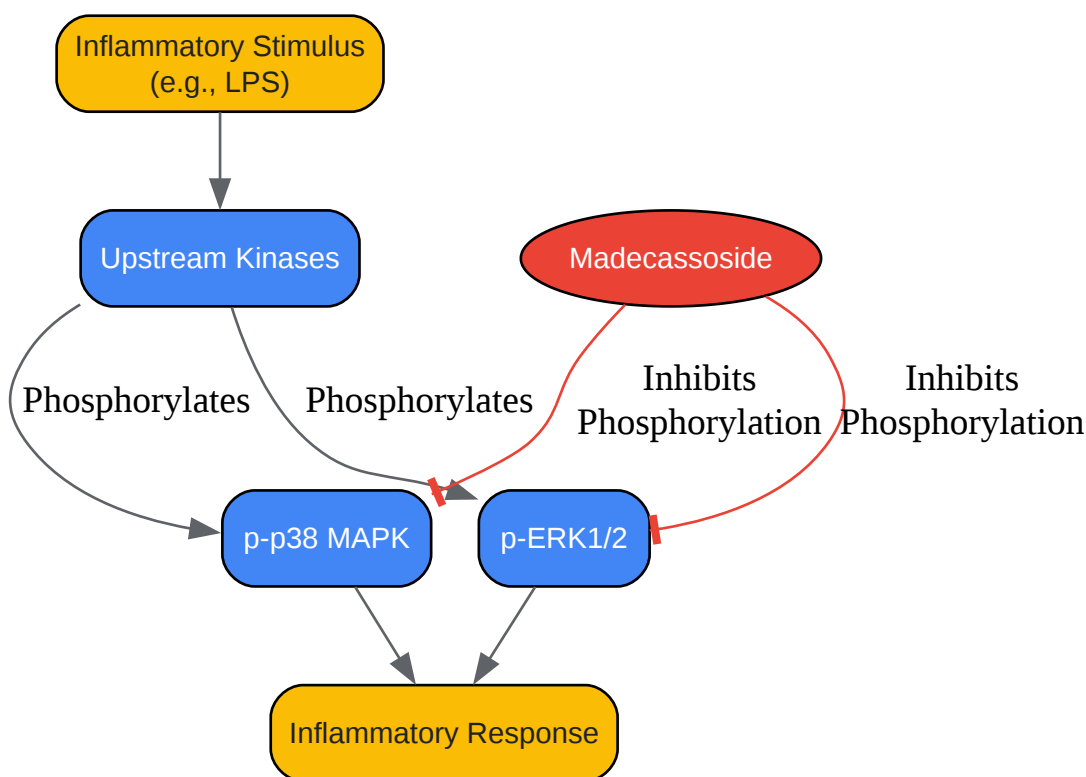 Inflammatory Stimulus
(e.g., LPS)
Upstream Kinases
Madecassoside
Phosphorylates
Phosphorylates
Inhibits
Phosphorylation
Inhibits
Phosphorylation
p-p38 MAPK
p-ERK1/2
Inflammatory Response